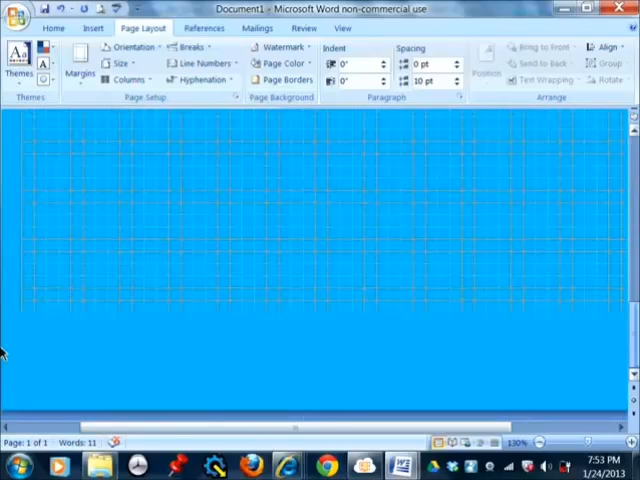 Document1 - Microsoft Word non-commercial use
Home Insert Page Layout References Mailings Review View
Orientation Breaks Watermark Indent Spacing Bring to Front Align
Themes Margins Size Line Numbers Page Color 0" 0 pt Position Send to Back Group
Columns Hyphenation Page Borders 0" 10 pt Text Wrapping Rotate
Themes Page Setup Page Background Paragraph Arrange
Page: 1 of 1 Words: 11 130%
7:53 PM
1/24/2013